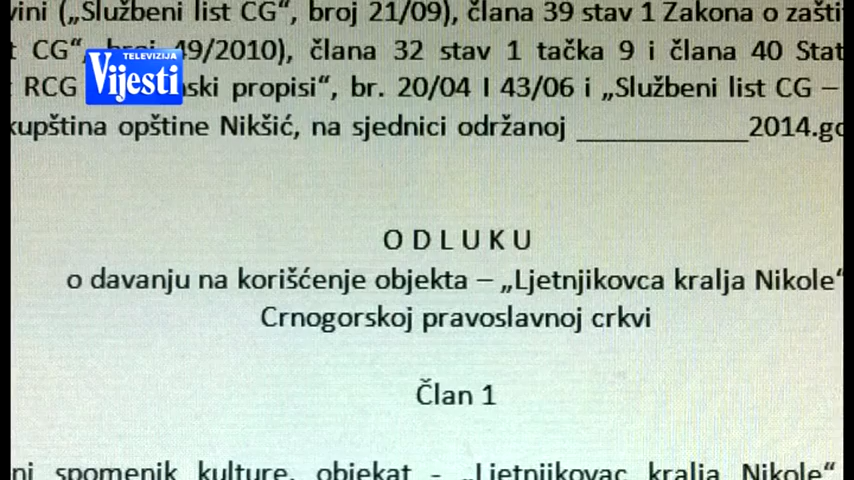 vini („Službeni list CG“, broj 21/09), člana 39 stav 1 Zakona o zašti
t CG“, broj 49/2010), člana 32 stav 1 tačka 9 i člana 40 Stat
TELEVIZIJA
Vijesti
RCG ski propisi“, br. 20/04 I 43/06 i „Službeni list CG –
kupština opštine Nikšić, na sjednici održanoj ____________2014.go
O D L U K U
o davanju na korišćenje objekta – „Ljetnjikovca kralja Nikole“
Crnogorskoj pravoslavnoj crkvi
Član 1
ni spomenik kulture, objekat - „Ljetnjikovac kralja Nikole“